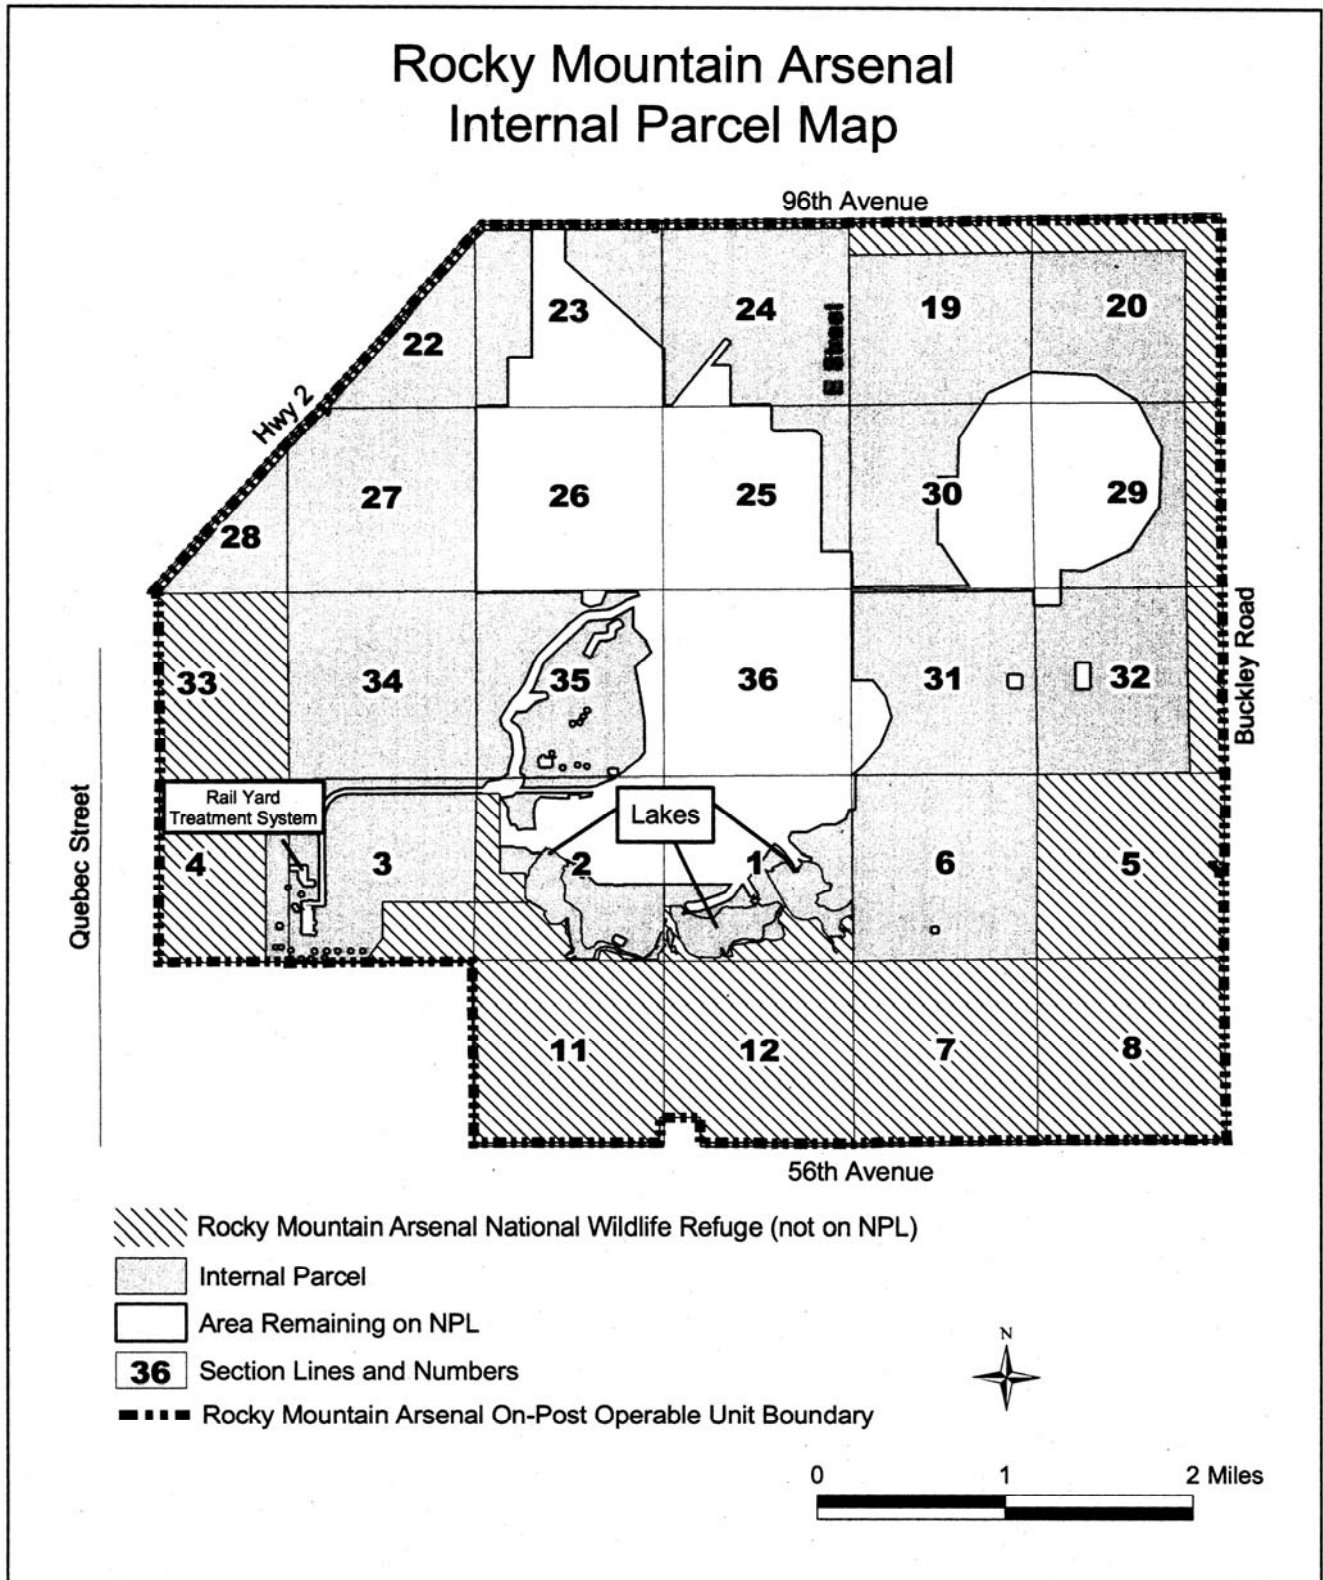 Rocky Mountain Arsenal
Internal Parcel Map
96th Avenue
23
24
19
20
22
E Street
Hwy 2
27
26
25
30
29
28
33
34
35
36
31
32
Buckley Road
Quebec Street
Rail Yard
Treatment System
Lakes
4
3
2
1
6
5
11
12
7
8
56th Avenue
Rocky Mountain Arsenal National Wildlife Refuge (not on NPL)
Internal Parcel
Area Remaining on NPL
36 Section Lines and Numbers
Rocky Mountain Arsenal On-Post Operable Unit Boundary
N
0 1 2 Miles